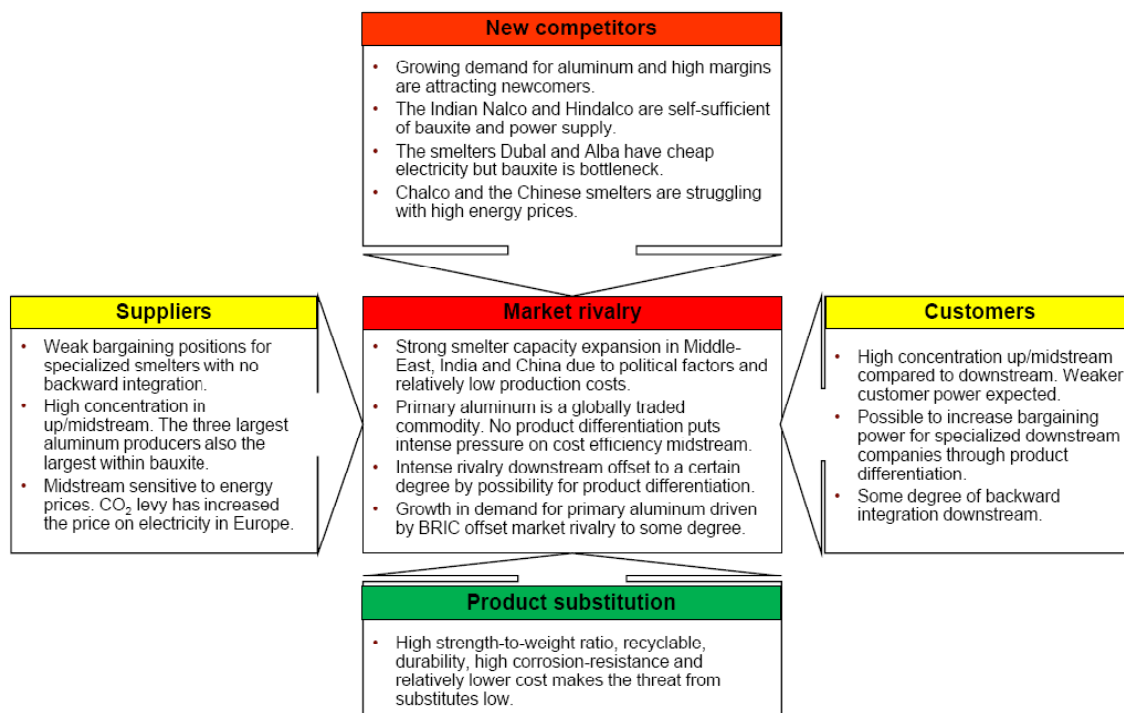 New competitors
• Growing demand for aluminum and high margins
are attracting newcomers.
• The Indian Nalco and Hindalco are self-sufficient
of bauxite and power supply.
• The smelters Dubal and Alba have cheap
electricity but bauxite is bottleneck.
• Chalco and the Chinese smelters are struggling
with high energy prices.
Suppliers
• Weak bargaining positions for
specialized smelters with no
backward integration.
• High concentration in
up/midstream. The three largest
aluminum producers also the
largest within bauxite.
• Midstream sensitive to energy
prices. CO₂ levy has increased
the price on electricity in Europe.
Market rivalry
• Strong smelter capacity expansion in Middle-
East, India and China due to political factors and
relatively low production costs.
• Primary aluminum is a globally traded
commodity. No product differentiation puts
intense pressure on cost efficiency midstream.
• Intense rivalry downstream offset to a certain
degree by possibility for product differentiation.
• Growth in demand for primary aluminum driven
by BRIC offset market rivalry to some degree.
Customers
• High concentration up/midstream
compared to downstream. Weaker
customer power expected.
• Possible to increase bargaining
power for specialized downstream
companies through product
differentiation.
• Some degree of backward
integration downstream.
Product substitution
• High strength-to-weight ratio, recyclable,
durability, high corrosion-resistance and
relatively lower cost makes the threat from
substitutes low.